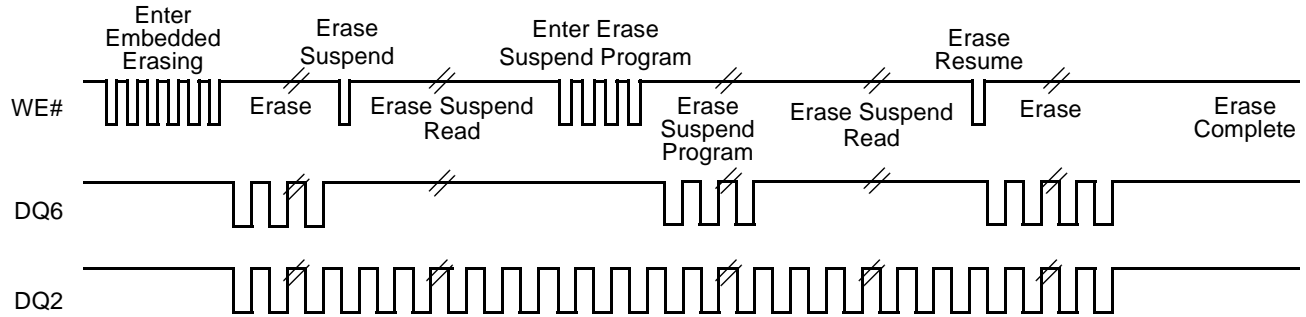 Enter
Embedded
Erasing
Erase
Suspend
Enter Erase
Suspend Program
Erase
Resume
WE#
Erase
Erase Suspend
Read
Erase
Suspend
Program
Erase Suspend
Read
Erase
Erase
Complete
DQ6
DQ2